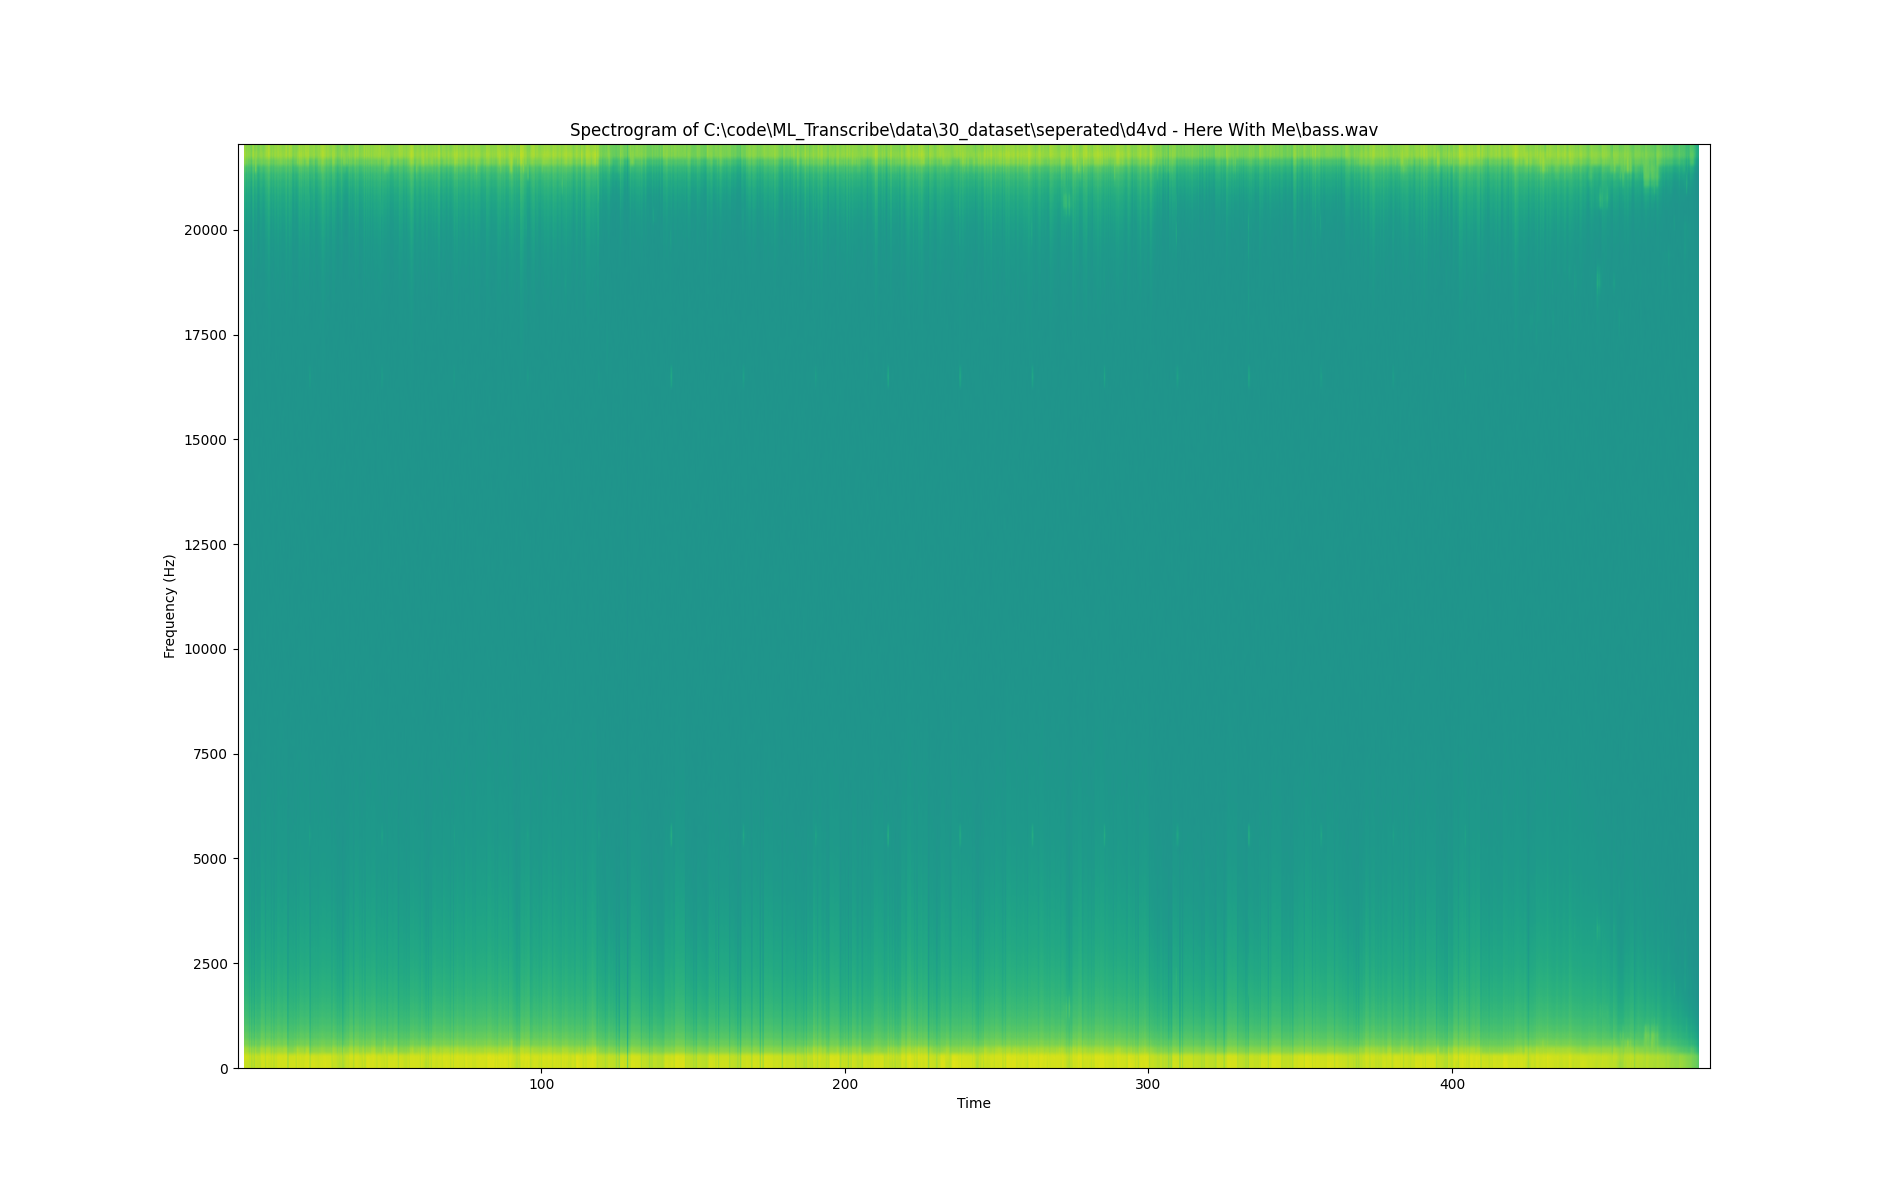 Spectrogram of C:\code\ML_Transcribe\data\30_dataset\seperated\d4vd - Here With Me\bass.wav
20000
17500
15000
12500
10000
7500
5000
2500
0
Frequency (Hz)
100 200 300 400
Time